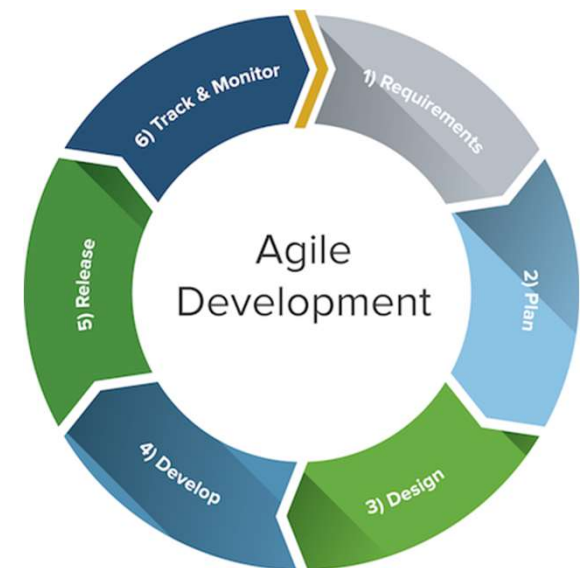 Agile
Development
1) Requirements
2) Plan
3) Design
4) Develop
5) Release
6) Track & Monitor